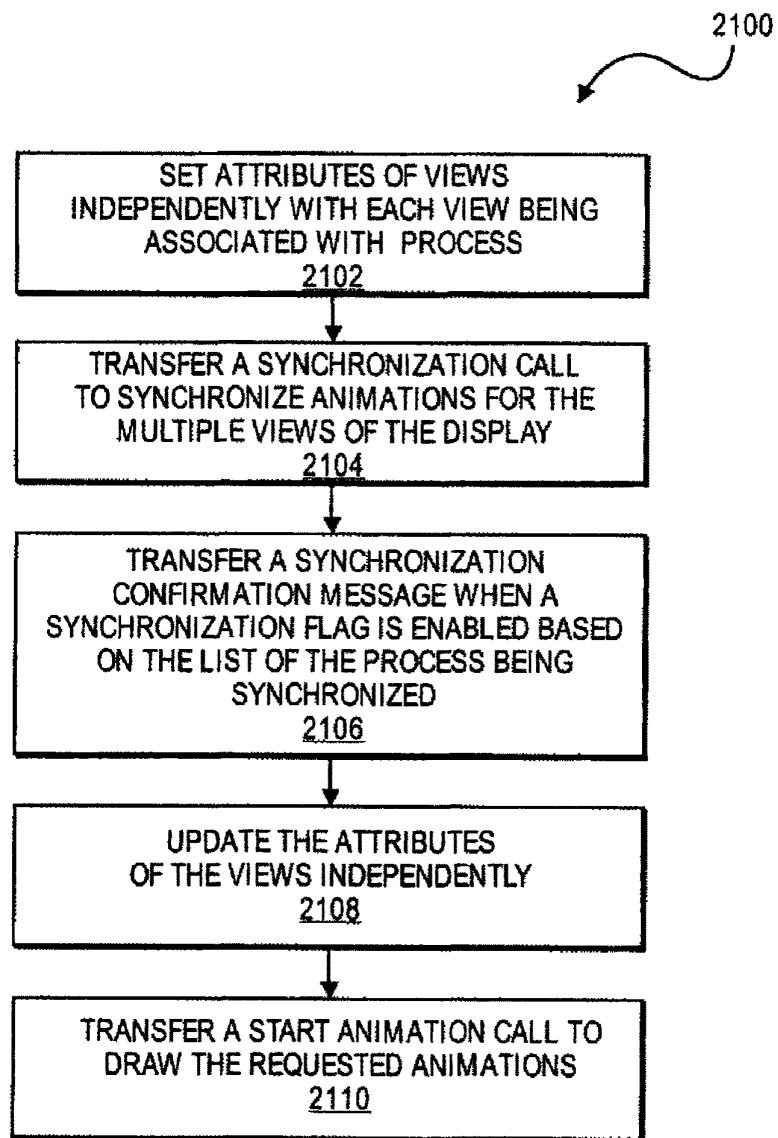 2100
SET ATTRIBUTES OF VIEWS
INDEPENDENTLY WITH EACH VIEW BEING
ASSOCIATED WITH PROCESS
2102
TRANSFER A SYNCHRONIZATION CALL
TO SYNCHRONIZE ANIMATIONS FOR THE
MULTIPLE VIEWS OF THE DISPLAY
2104
TRANSFER A SYNCHRONIZATION
CONFIRMATION MESSAGE WHEN A
SYNCHRONIZATION FLAG IS ENABLED BASED
ON THE LIST OF THE PROCESS BEING
SYNCHRONIZED
2106
UPDATE THE ATTRIBUTES
OF THE VIEWS INDEPENDENTLY
2108
TRANSFER A START ANIMATION CALL TO
DRAW THE REQUESTED ANIMATIONS
2110